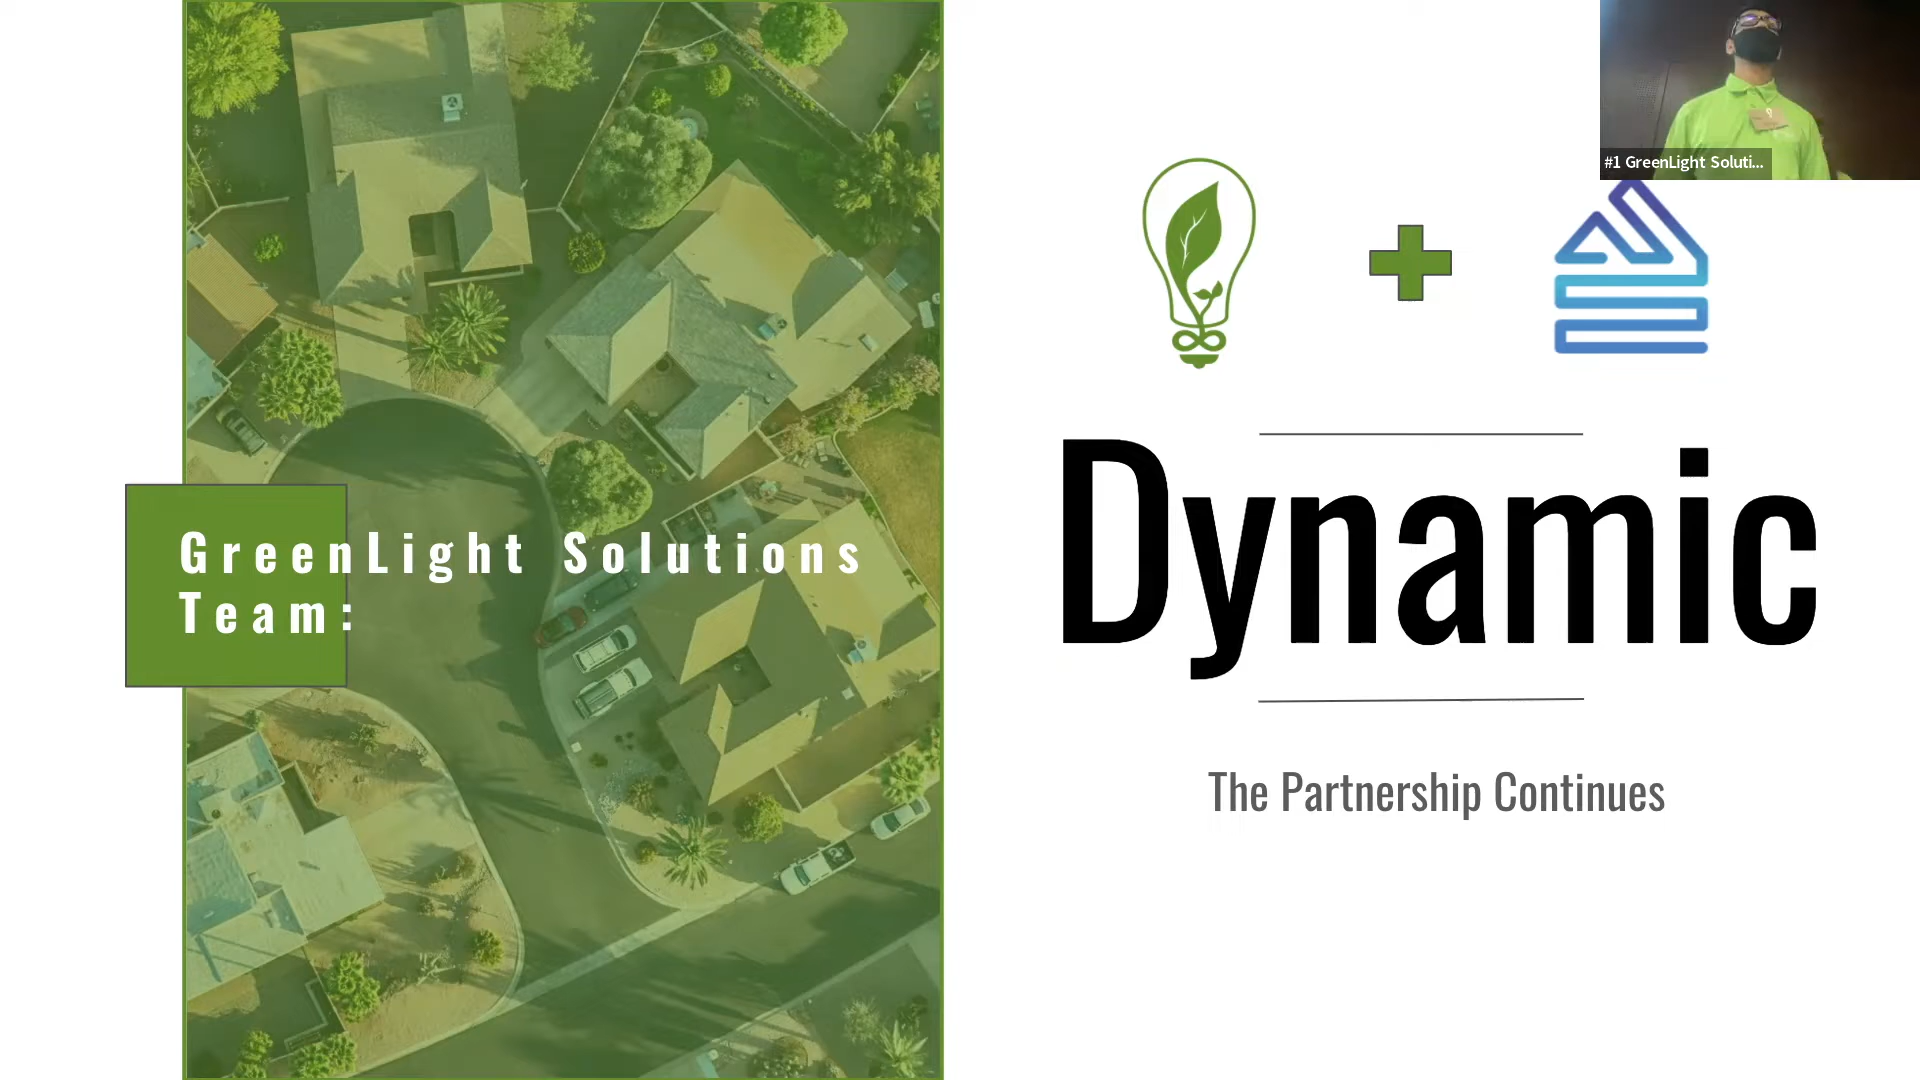 #1 GreenLight Soluti...
GreenLight Solutions
Team:
Dynamic
The Partnership Continues